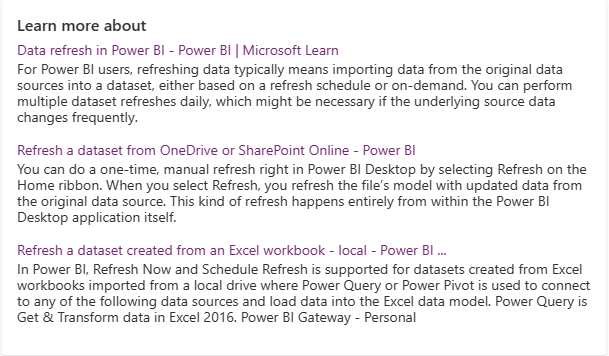 Learn more about
Data refresh in Power BI - Power BI | Microsoft Learn
For Power BI users, refreshing data typically means importing data from the original data
sources into a dataset, either based on a refresh schedule or on-demand. You can perform
multiple dataset refreshes daily, which might be necessary if the underlying source data
changes frequently.
Refresh a dataset from OneDrive or SharePoint Online - Power BI
You can do a one-time, manual refresh right in Power BI Desktop by selecting Refresh on the
Home ribbon. When you select Refresh, you refresh the file’s model with updated data from
the original data source. This kind of refresh happens entirely from within the Power BI
Desktop application itself.
Refresh a dataset created from an Excel workbook - local - Power BI ...
In Power BI, Refresh Now and Schedule Refresh is supported for datasets created from Excel
workbooks imported from a local drive where Power Query or Power Pivot is used to connect
to any of the following data sources and load data into the Excel data model. Power Query is
Get & Transform data in Excel 2016. Power BI Gateway - Personal